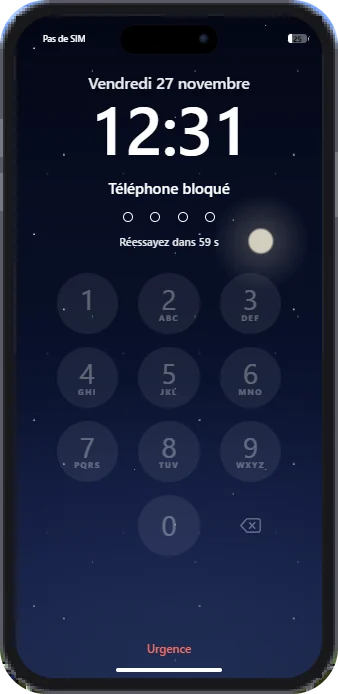 Pas de SIM
25
Vendredi 27 novembre
12:31
Téléphone bloqué
Réessayez dans 59 s
1
2
ABC
3
DEF
4
GHI
5
JKL
6
MNO
7
PQRS
8
TUV
9
WXYZ
0
Urgence